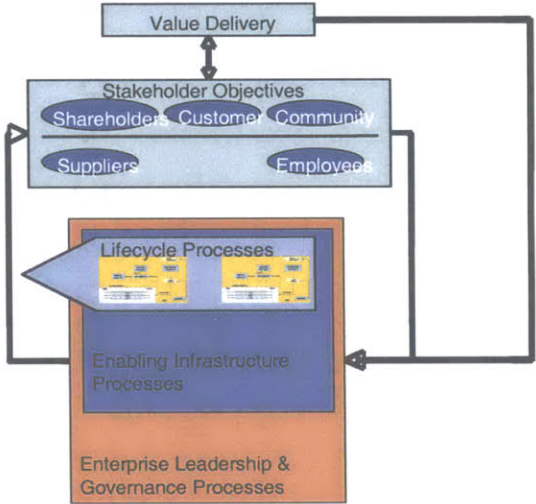 Value Delivery
Stakeholder Objectives
Shareholders Customer Community
Suppliers Employees
Lifecycle Processes
Enabling Infrastructure
Processes
Enterprise Leadership &
Governance Processes